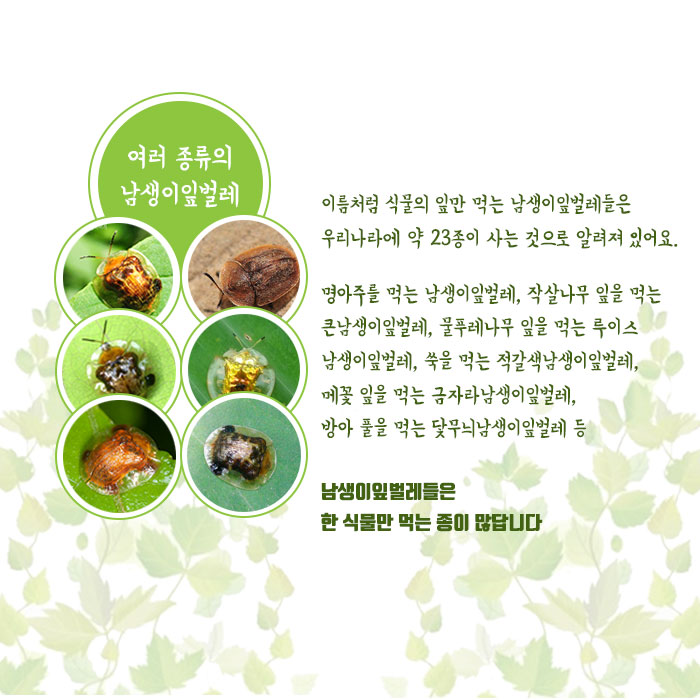 여러 종류의
남생이잎벌레
이름처럼 식물의 잎만 먹는 남생이잎벌레들은
우리나라에 약 23종이 사는 것으로 알려져 있어요.
명아주를 먹는 남생이잎벌레, 작살나무 잎을 먹는
큰남생이잎벌레, 물푸레나무 잎을 먹는 루이스
남생이잎벌레, 쑥을 먹는 적갈색남생이잎벌레,
메꽃 잎을 먹는 금자라남생이잎벌레,
방아 풀을 먹는 닻무늬남생이잎벌레 등
남생이잎벌레들은
한 식물만 먹는 종이 많답니다